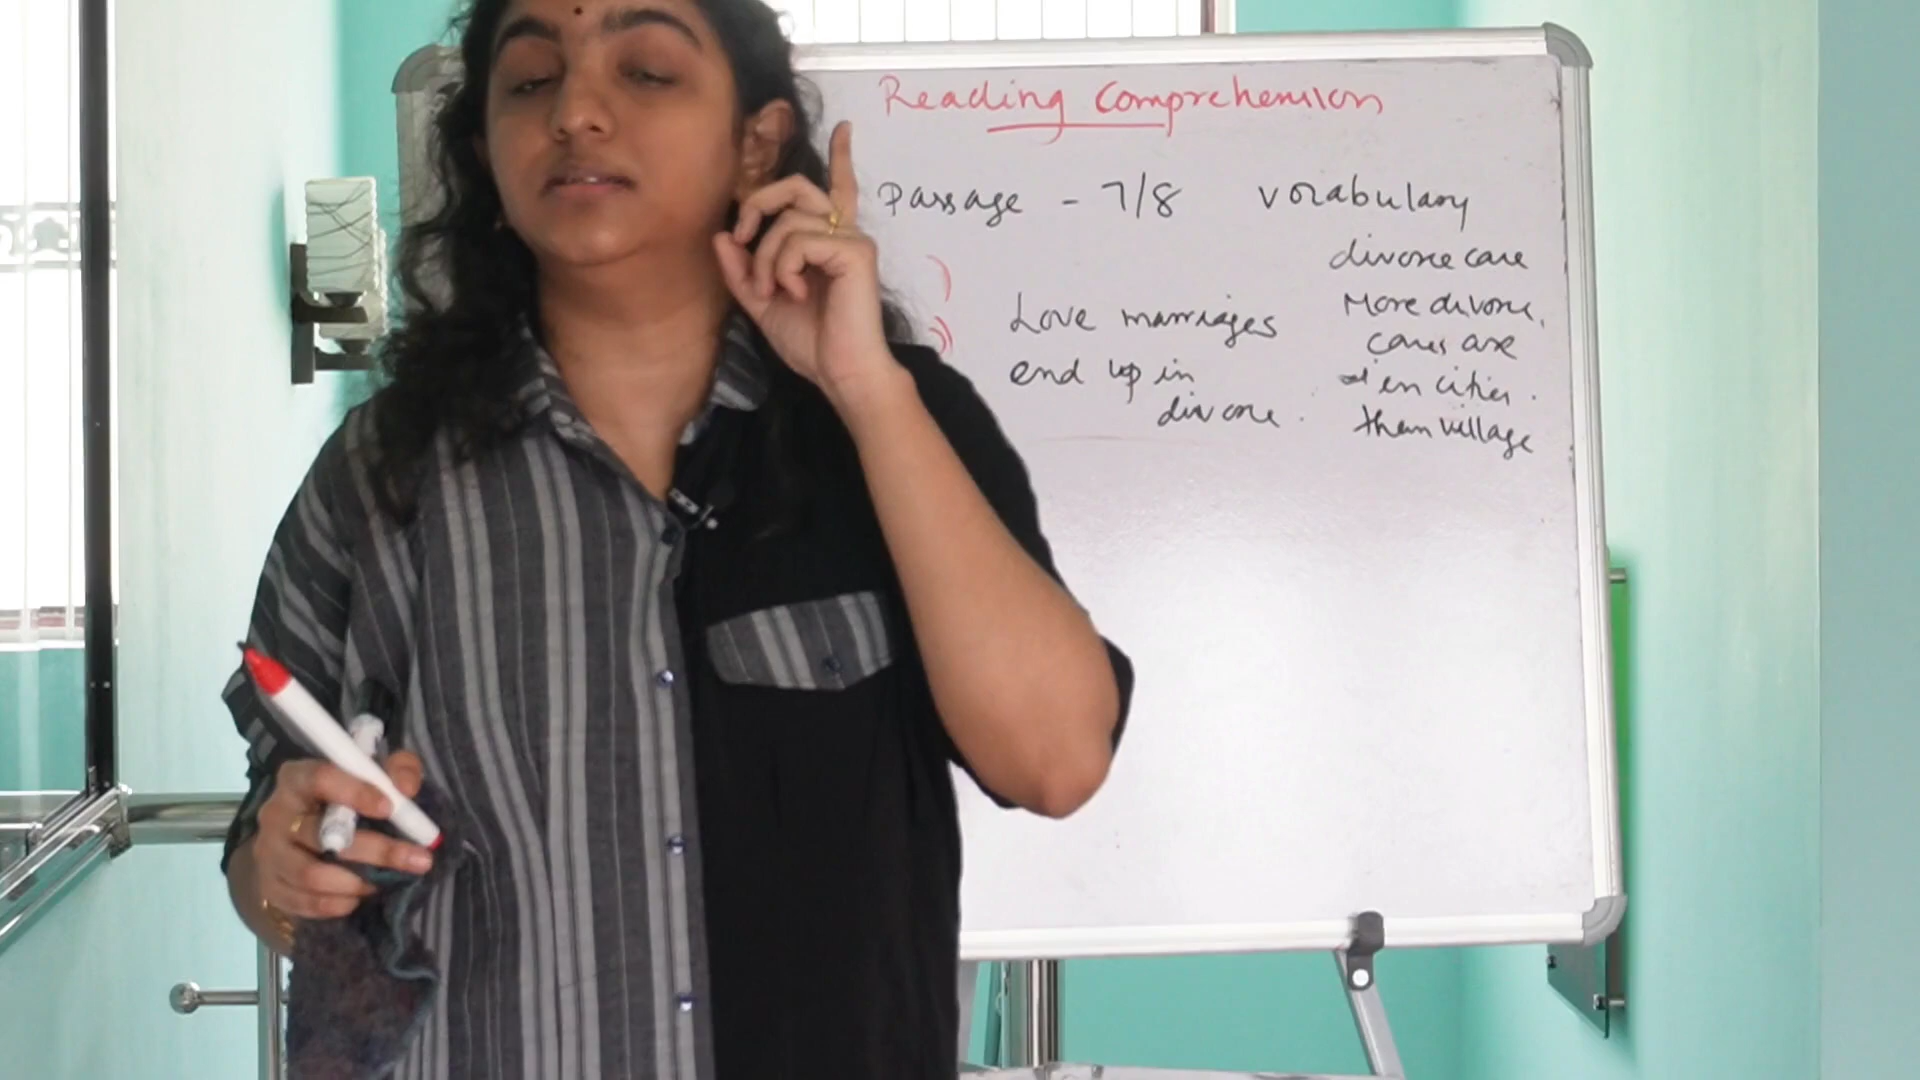 Reading Comprehension
Passage - 7/8 vocabulary
Love marriages
end up in
divorce.
divorce case
More divorce
cases are
in cities.
than village